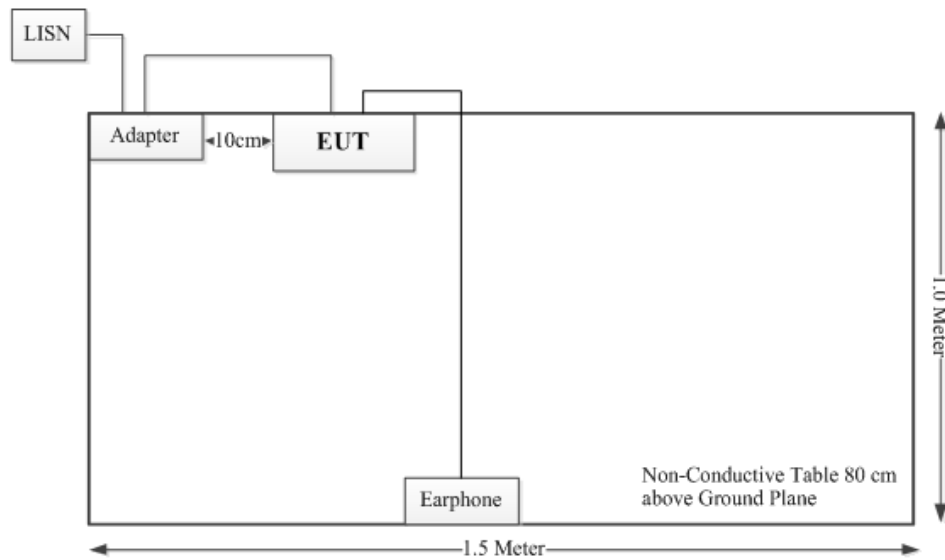 LISN
Adapter
10cm
EUT
1.0 Meter
Earphone
Non-Conductive Table 80 cm
above Ground Plane
1.5 Meter